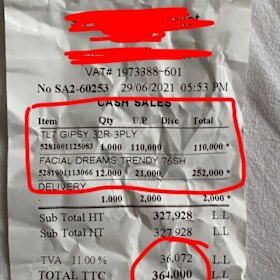 VAT# 1973388-601
No SA2-60253 29/06/2021 05:53 PM
CASH SALES
Item Qty U.P Disc Total
TLT GIPSY 32R 3PLY
5281001125083 1.000 110,000 110,000 *
FACIAL DREAMS TRENDY 76SH
5281901113066 12.000 21,000 252,000 *
DELIVERY
1.000 2,000 2,000
Sub Total HT 327,928 L.L
Sub Total 327,928 L.L
TVA 11.00 % 36,072 L.L
TOTAL TTC 364,000 L.L